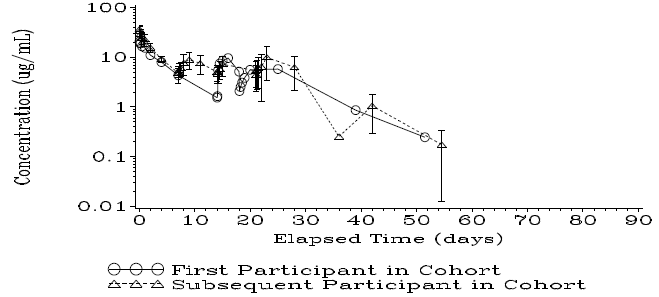 100
10
1
0.1
0.01
Concentration (ug/mL)
0 10 20 30 40 50 60 70 80 90
Elapsed Time (days)
First Participant in Cohort
Subsequent Participant in Cohort